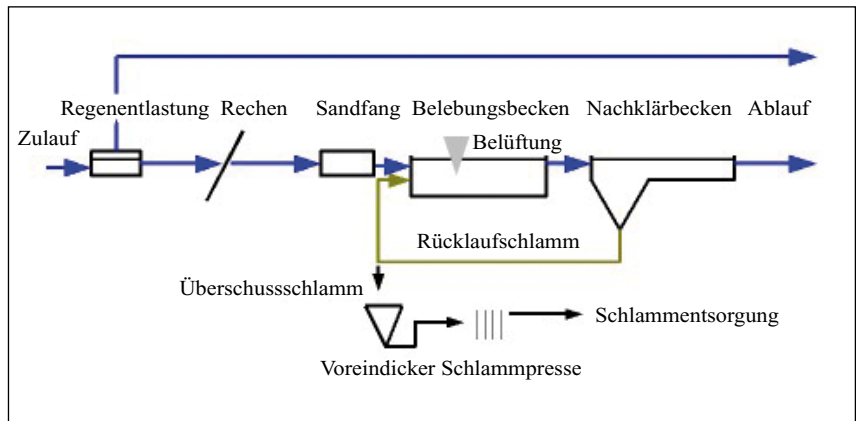 Regenentlastung Rechen Sandfang Belebungsbecken Nachklärbecken Ablauf
Zulauf
Belüftung
Rücklaufschlamm
Überschussschlamm
Schlammentsorgung
Voreindicker Schlammpresse